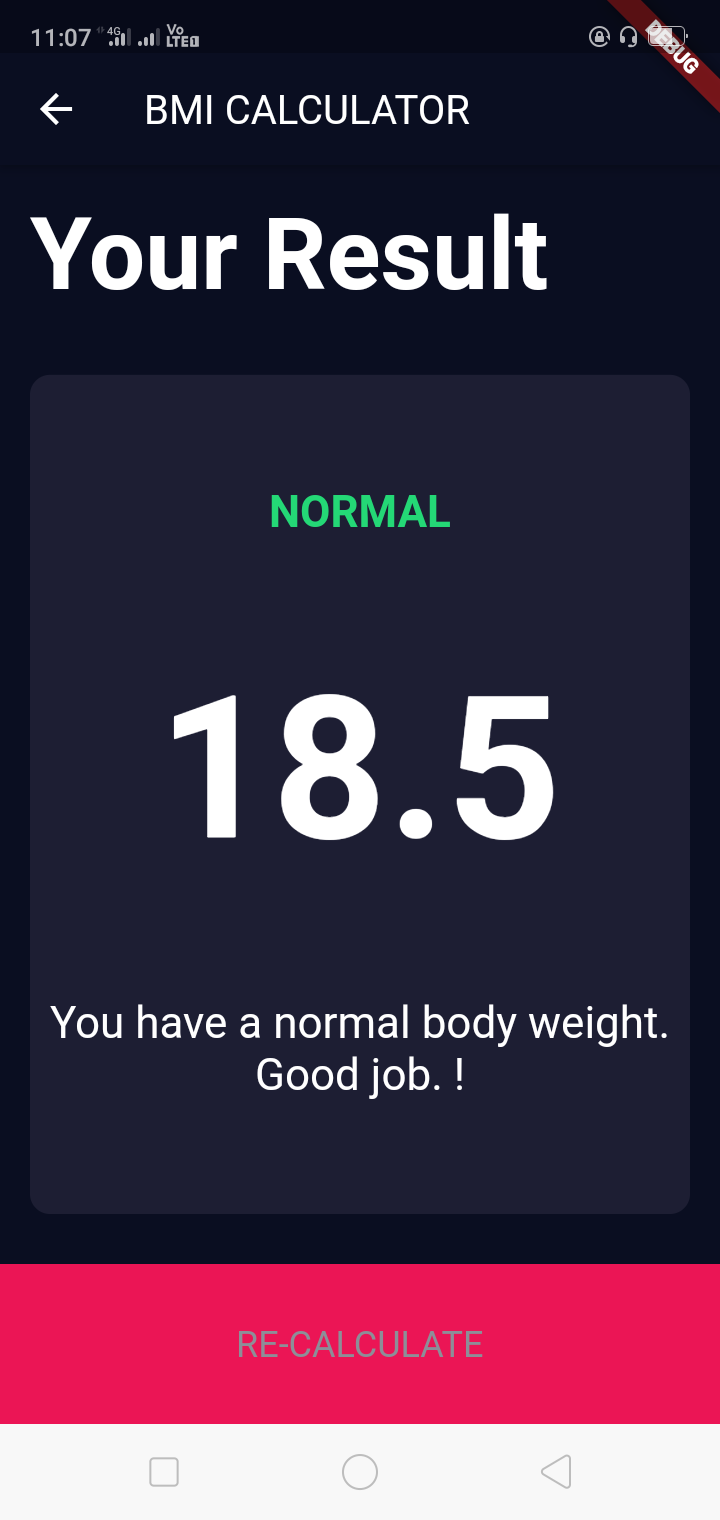 11:07 4G Vo LTE1
DEBUG
BMI CALCULATOR
Your Result
NORMAL
18.5
You have a normal body weight.
Good job. !
RE-CALCULATE